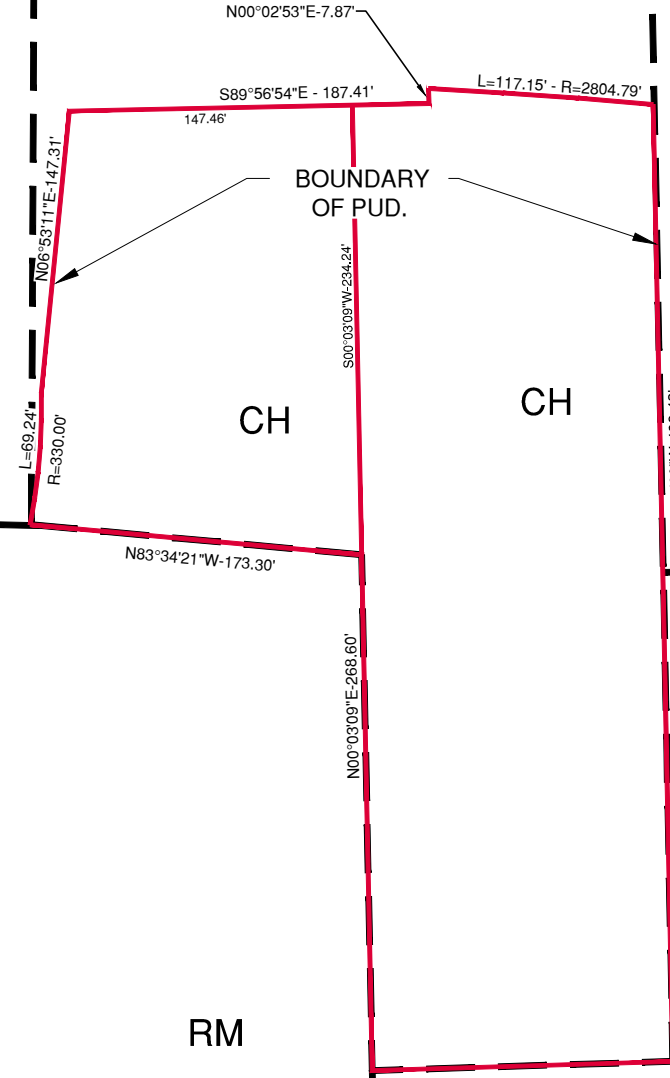 N00°02'53"E-7.87'
S89°56'54"E - 187.41'
L=117.15' - R=2804.79'
147.46'
N06°53'11"E-147.31'
BOUNDARY
OF PUD.
S00°03'09"W-234.24'
CH
CH
L=69.24'
R=330.00'
N83°34'21"W-173.30'
N00°03'09"E-268.60'
RM